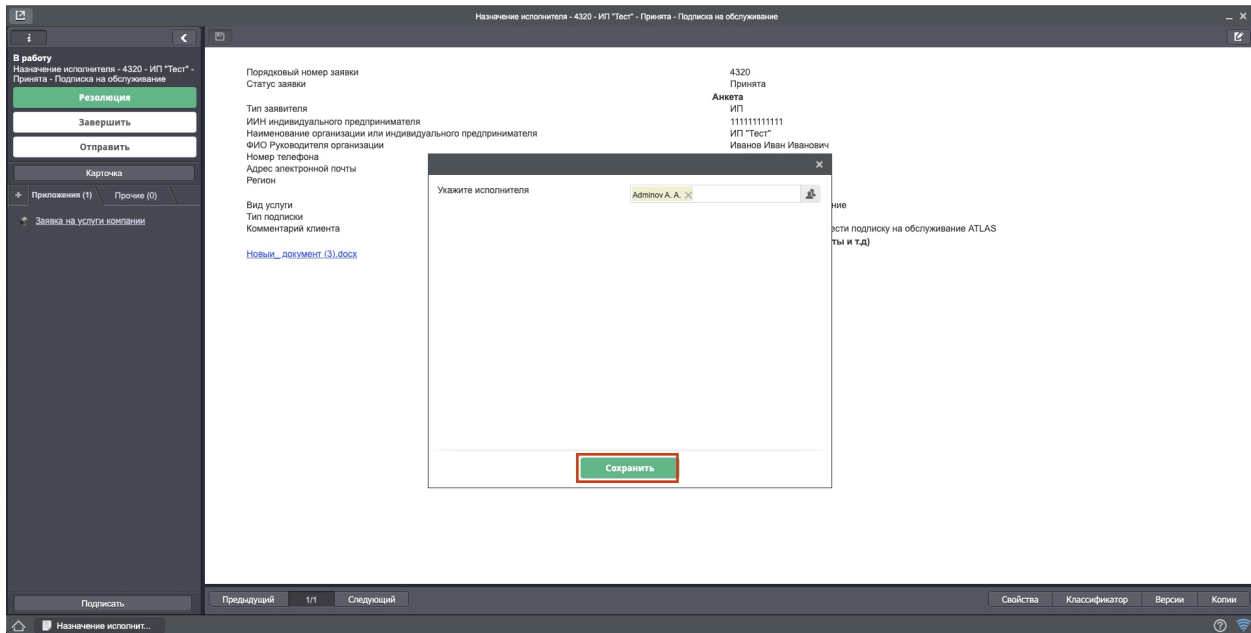 Назначение исполнителя - 4320 - ИП "Тест" - Принята - Подписка на обслуживание
В работу
Назначение исполнителя - 4320 - ИП "Тест" -
Принята - Подписка на обслуживание
Резолюция
Завершить
Отправить
Карточка
Приложения (1) Прочие (0)
Заявка на услуги компании
Подписать
Порядковый номер заявки 4320
Статус заявки Принята
Анкета
Тип заявителя ИП
ИИН индивидуального предпринимателя 111111111111
Наименование организации или индивидуального предпринимателя ИП "Тест"
ФИО Руководителя организации Иванов Иван Иванович
Номер телефона
Адрес электронной почты
Регион
Вид услуги ние
Тип подписки
Комментарий клиента ести подписку на обслуживание ATLAS
ты и т.д)
Новыи_ документ (3).docx
Укажите исполнителя Adminov A. A.
Сохранить
Предыдущий 1/1 Следующий
Свойства Классификатор Версии Копии
Назначение исполнит...